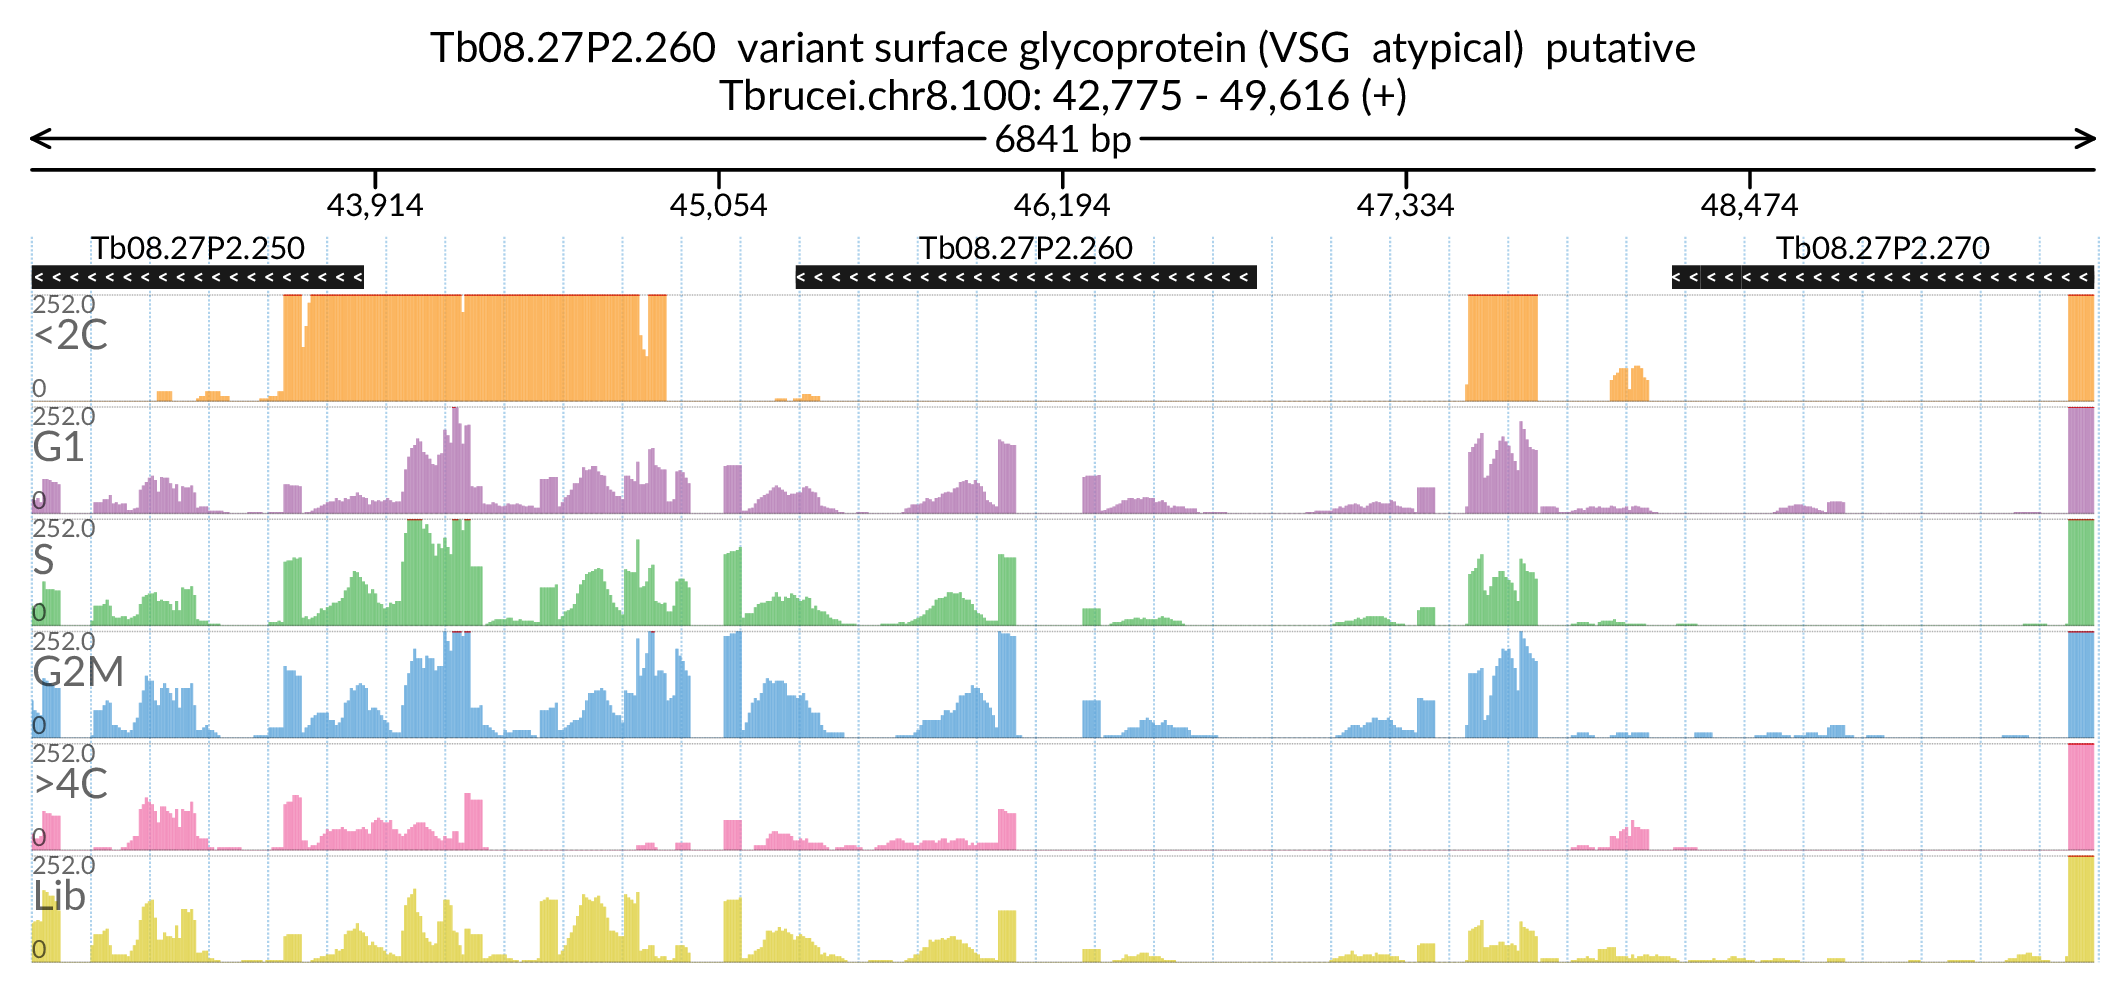 Tb08.27P2.260 variant surface glycoprotein (VSG atypical) putative
Tbrucei.chr8.100: 42,775 - 49,616 (+)
6841 bp
43,914 45,054 46,194 47,334 48,474
Tb08.27P2.250 Tb08.27P2.260 Tb08.27P2.270
252.0
<2C
0
252.0
G1
0
252.0
S
0
252.0
G2M
0
252.0
>4C
0
252.0
Lib
0